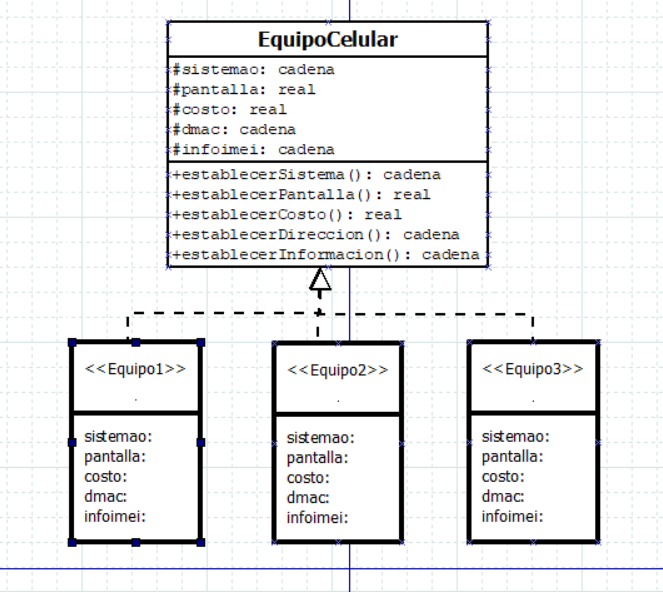 EquipoCelular
#sistemao: cadena
#pantalla: real
#costo: real
#dmac: cadena
#infoimei: cadena
+establecerSistema(): cadena
+establecerPantalla(): real
+establecerCosto(): real
+establecerDireccion(): cadena
+establecerInformacion(): cadena
<<Equipo1>>
.
sistemao:
pantalla:
costo:
dmac:
infoimei:
<<Equipo2>>
.
sistemao:
pantalla:
costo:
dmac:
infoimei:
<<Equipo3>>
.
sistemao:
pantalla:
costo:
dmac:
infoimei: